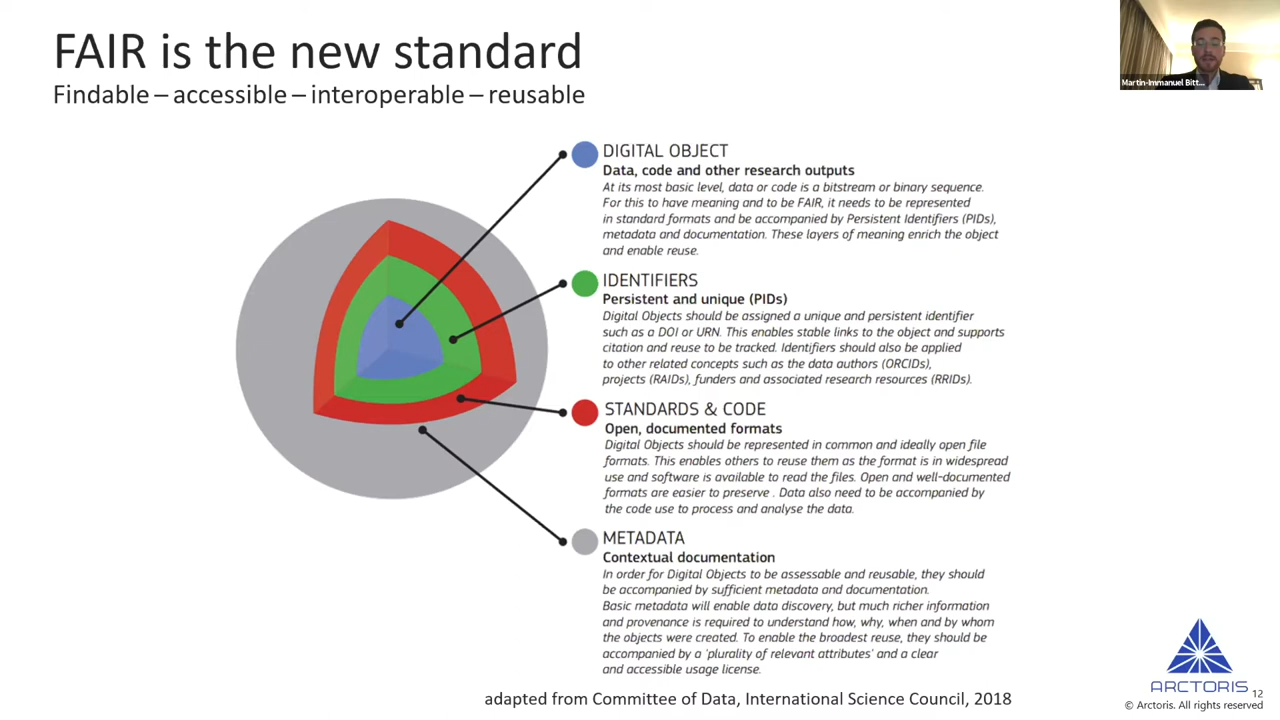 FAIR is the new standard
Findable – accessible – interoperable – reusable
Martin-Immanuel Bitt...
DIGITAL OBJECT
Data, code and other research outputs
At its most basic level, data or code is a bitstream or binary sequence.
For this to have meaning and to be FAIR, it needs to be represented
in standard formats and be accompanied by Persistent Identifiers (PIDs),
metadata and documentation. These layers of meaning enrich the object
and enable reuse.
IDENTIFIERS
Persistent and unique (PIDs)
Digital Objects should be assigned a unique and persistent identifier
such as a DOI or URN. This enables stable links to the object and supports
citation and reuse to be tracked. Identifiers should also be applied
to other related concepts such as the data authors (ORCIDs),
projects (RAIDs), funders and associated research resources (RRIDs).
STANDARDS & CODE
Open, documented formats
Digital Objects should be represented in common and ideally open file
formats. This enables others to reuse them as the format is in widespread
use and software is available to read the files. Open and well-documented
formats are easier to preserve . Data also need to be accompanied by
the code use to process and analyse the data.
METADATA
Contextual documentation
In order for Digital Objects to be assessable and reusable, they should
be accompanied by sufficient metadata and documentation.
Basic metadata will enable data discovery, but much richer information
and provenance is required to understand how, why, when and by whom
the objects were created. To enable the broadest reuse, they should be
accompanied by a 'plurality of relevant attributes' and a clear
and accessible usage license.
adapted from Committee of Data, International Science Council, 2018
ARCTORIS
12
© Arctoris. All rights reserved